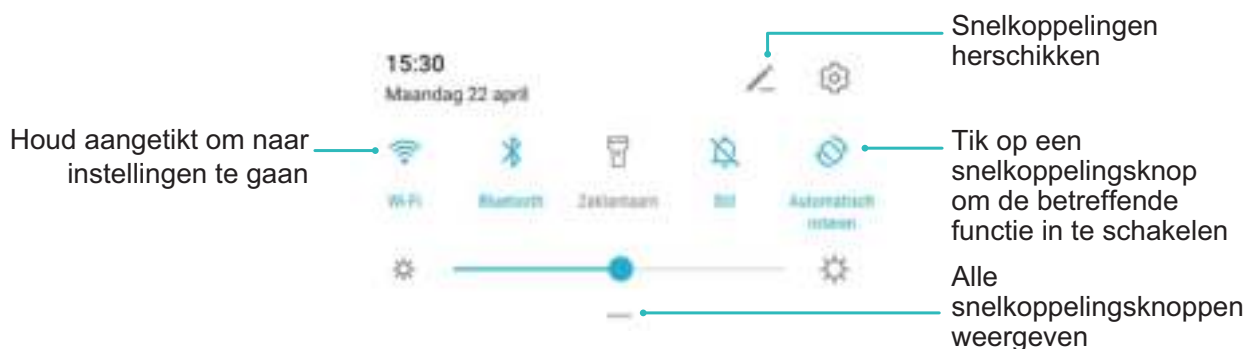 Snelkoppelingen
herschikken
15:30
Maandag 22 april
Houd aangetikt om naar
instellingen te gaan
Tik op een
snelkoppelingsknop
om de betreffende
functie in te schakelen
Wi-Fi
Bluetooth
Zaklantaarn
Stil
Automatisch
roteren
Alle
snelkoppelingsknoppen
weergeven